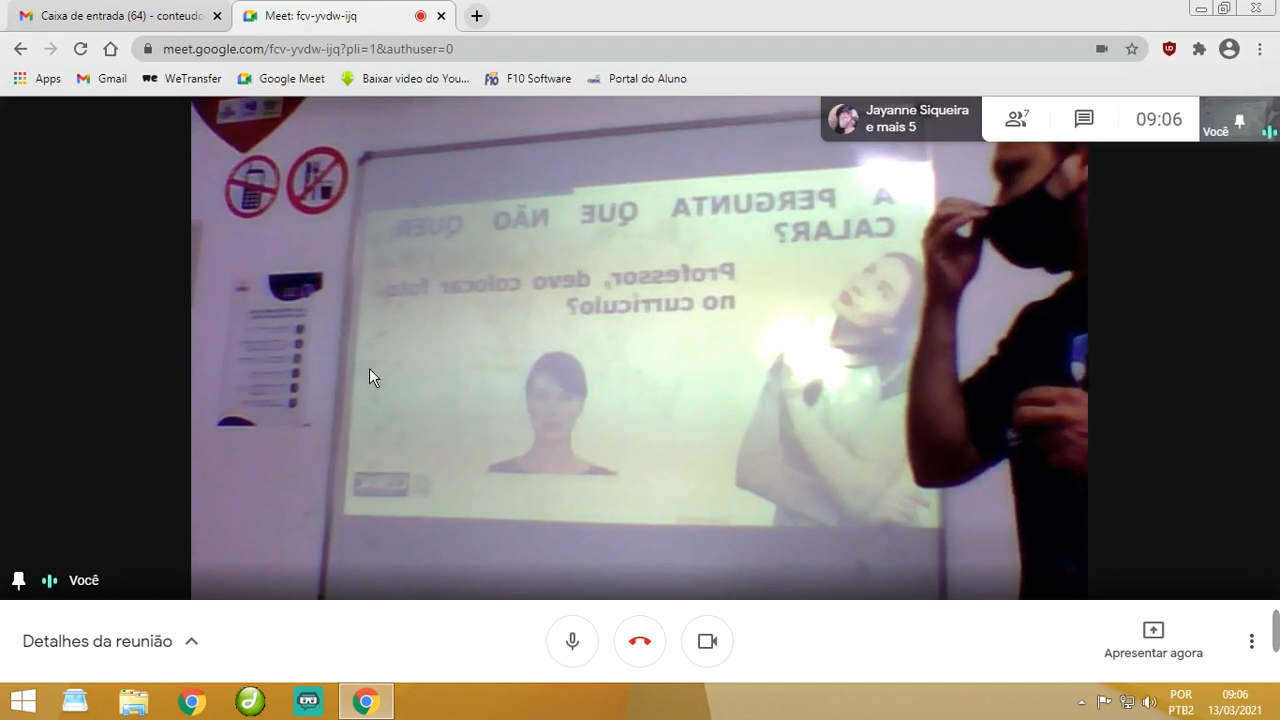 Caixa de entrada (64) - conteudo
Meet: fcv-yvdw-ijq
meet.google.com/fcv-yvdw-ijq?pli=1&authuser=0
Apps
Gmail
WeTransfer
Google Meet
Baixar video do You...
F10 Software
Portal do Aluno
Jayanne Siqueira
e mais 5
7
09:06
Você
A PERGUNTA QUE NÃO QUER
CALAR?
Professor, devo colocar foto
no currículo?
Você
Detalhes da reunião
Apresentar agora
POR
PTB2
09:06
13/03/2021